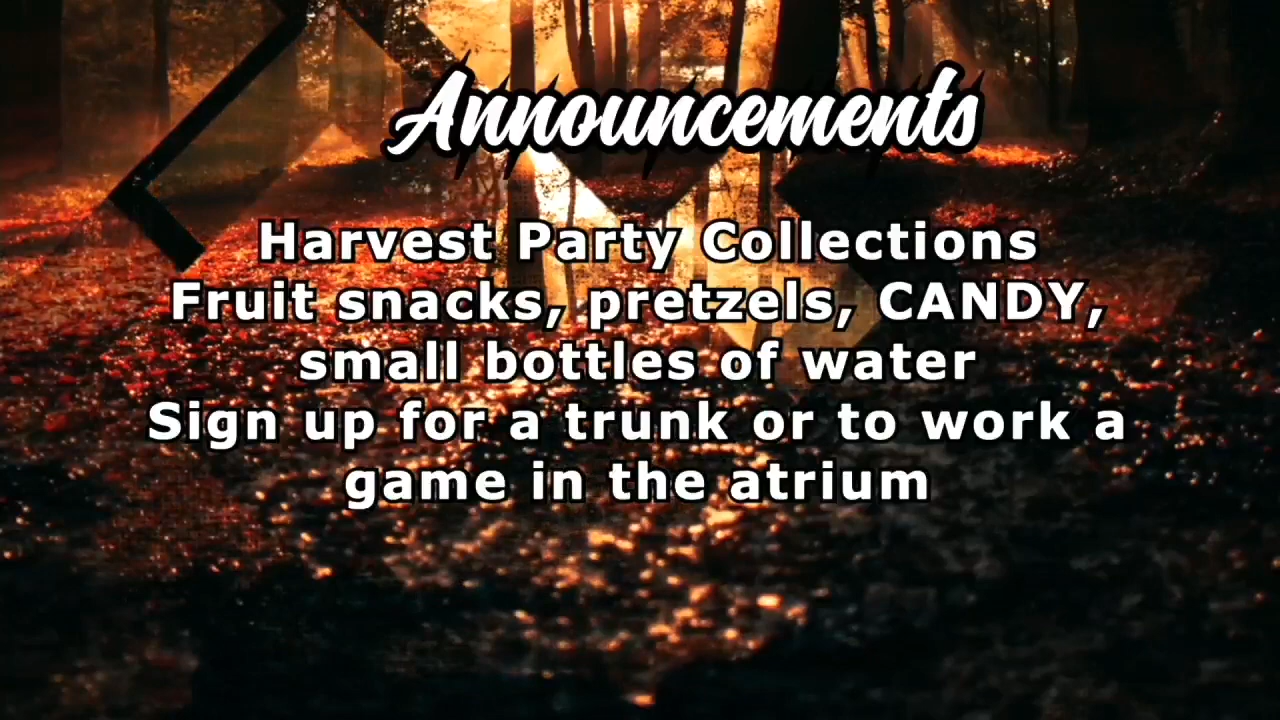 Announcements
Harvest Party Collections
Fruit snacks, pretzels, CANDY,
small bottles of water
Sign up for a trunk or to work a
game in the atrium